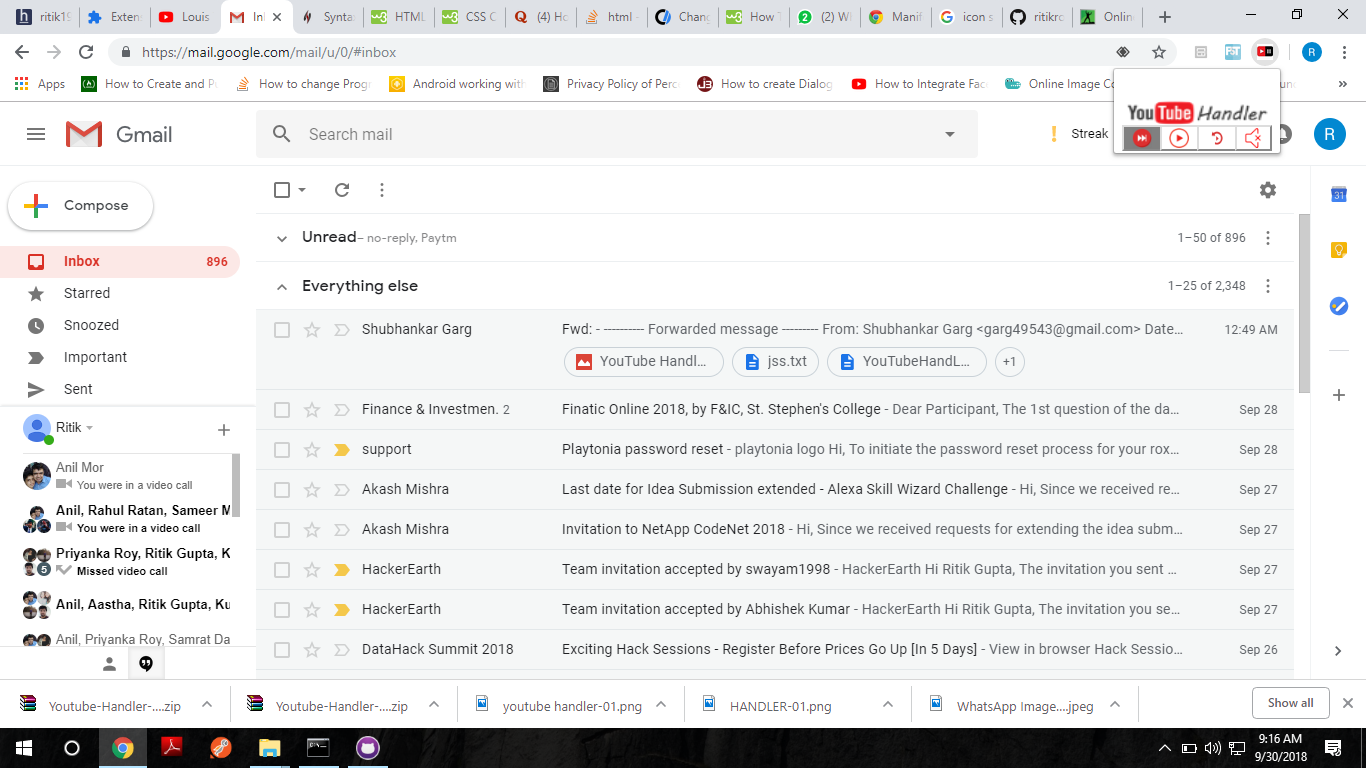 ritik19
Exten
Louis
In
Synta
HTML
CSS C
(4) Ho
html -
Chang
How T
(2) W
Manif
icon s
ritikro
Onlin
https://mail.google.com/mail/u/0/#inbox
R
Apps
How to Create and Pu
How to change Progr
Android working with
Privacy Policy of Perc
How to create Dialog
How to Integrate Fac
Online Image Co
YouTube Handler
Gmail
Search mail
Streak
R
Compose
Unread – no-reply, Paytm
1–50 of 896
Inbox 896
Everything else
1–25 of 2,348
Starred
Snoozed
Important
Sent
Shubhankar Garg
Fwd: - ---------- Forwarded message --------- From: Shubhankar Garg <garg49543@gmail.com> Date…
12:49 AM
YouTube Handl…
jss.txt
YouTubeHandL…
+1
Finance & Investmen. 2
Finatic Online 2018, by F&IC, St. Stephen's College - Dear Participant, The 1st question of the da…
Sep 28
support
Playtonia password reset - playtonia logo Hi, To initiate the password reset process for your rox…
Sep 28
Akash Mishra
Last date for Idea Submission extended - Alexa Skill Wizard Challenge - Hi, Since we received re…
Sep 27
Akash Mishra
Invitation to NetApp CodeNet 2018 - Hi, Since we received requests for extending the idea subm…
Sep 27
HackerEarth
Team invitation accepted by swayam1998 - HackerEarth Hi Ritik Gupta, The invitation you sent …
Sep 27
HackerEarth
Team invitation accepted by Abhishek Kumar - HackerEarth Hi Ritik Gupta, The invitation you se…
Sep 27
DataHack Summit 2018
Exciting Hack Sessions - Register Before Prices Go Up [In 5 Days] - View in browser Hack Sessio…
Sep 26
Ritik
Anil Mor
You were in a video call
Anil, Rahul Ratan, Sameer M
You were in a video call
Priyanka Roy, Ritik Gupta, K
5
Missed video call
Anil, Aastha, Ritik Gupta, Ku
Anil, Priyanka Roy, Samrat Da
31
Youtube-Handler-....zip
Youtube-Handler-....zip
youtube handler-01.png
HANDLER-01.png
WhatsApp Image....jpeg
Show all
9:16 AM
9/30/2018